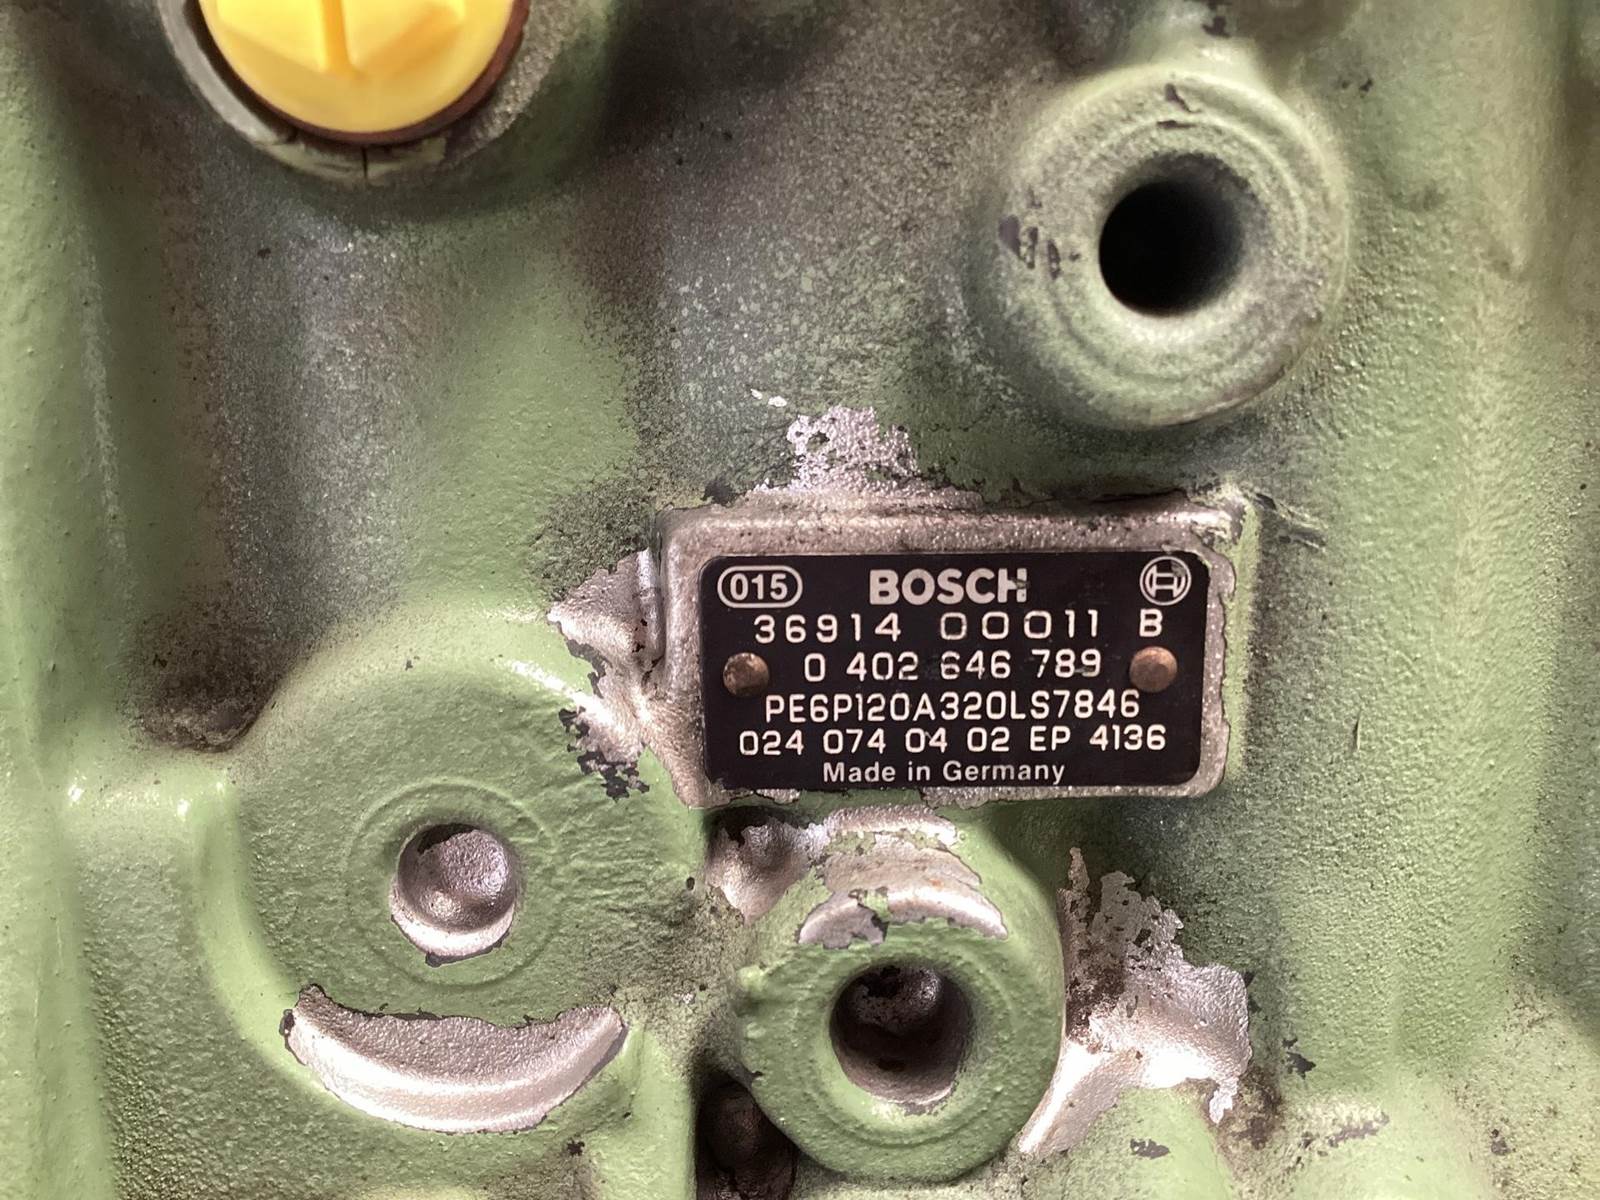 015 BOSCH
36914 00011 B
0 402 646 789
PE6P120A320LS7846
024 074 04 02 EP 4136
Made in Germany